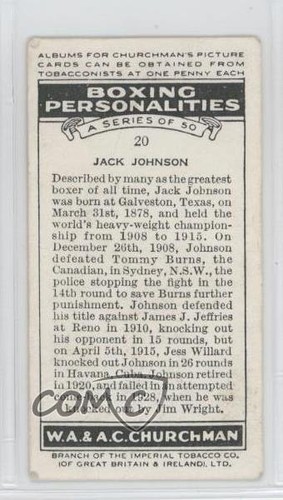 ALBUMS FOR CHURCHMAN'S PICTURE
CARDS CAN BE OBTAINED FROM
TOBACCONISTS AT ONE PENNY EACH
BOXING
PERSONALITIES
A SERIES OF 50
20
JACK JOHNSON
Described by many as the greatest
boxer of all time, Jack Johnson
was born at Galveston, Texas, on
March 31st, 1878, and held the
world's heavy-weight champion-
ship from 1908 to 1915. On
December 26th, 1908, Johnson
defeated Tommy Burns, the
Canadian, in Sydney, N.S.W., the
police stopping the fight in the
14th round to save Burns further
punishment. Johnson defended
his title against James J. Jeffries
at Reno in 1910, knocking out
his opponent in 15 rounds, but
on April 5th, 1915, Jess Willard
knocked out Johnson in 26 rounds
in Havana, Cuba. Johnson retired
in 1920, and failed in an attempted
come-back in 1928, when he was
knocked out by Jim Wright.
W.A. & A.C. CHURCHMAN
BRANCH OF THE IMPERIAL TOBACCO CO.
(OF GREAT BRITAIN & IRELAND), LTD.